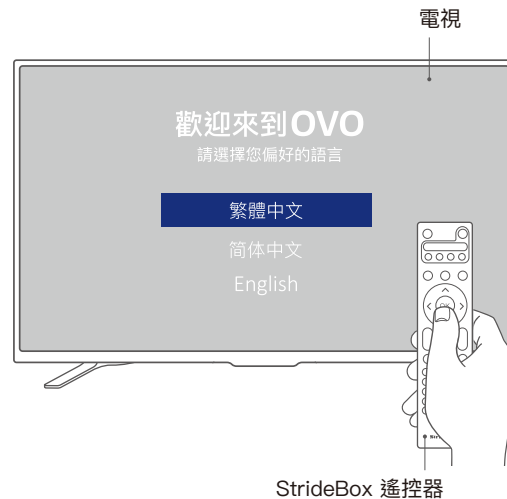 電視
歡迎來到OVO
請選擇您偏好的語言
繁體中文
简体中文
English
OK
StrideBox 遙控器